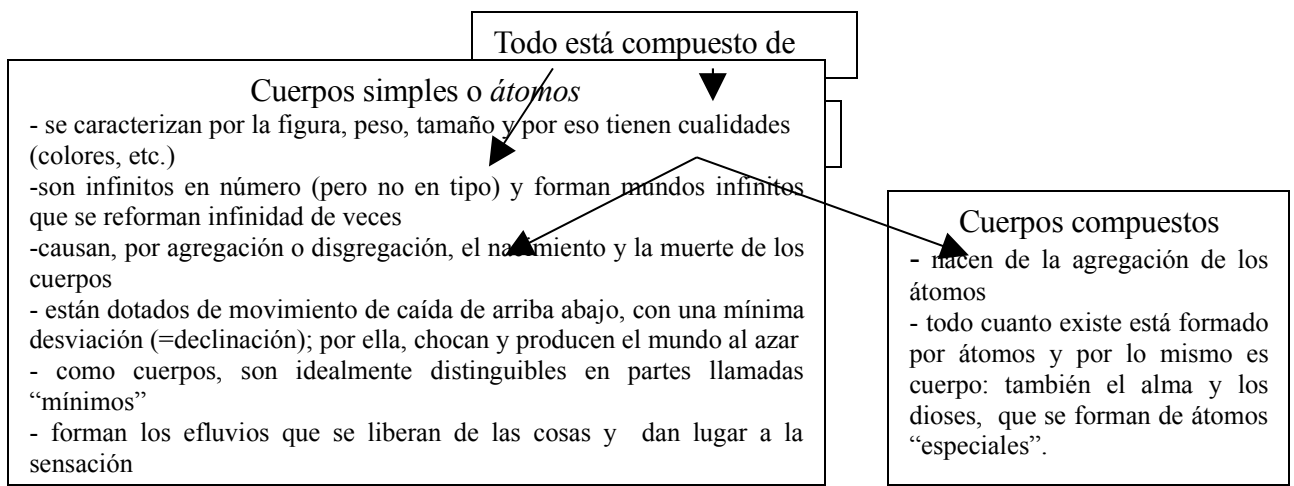 Todo está compuesto de
Cuerpos simples o átomos
- se caracterizan por la figura, peso, tamaño y por eso tienen cualidades
(colores, etc.)
-son infinitos en número (pero no en tipo) y forman mundos infinitos
que se reforman infinidad de veces
-causan, por agregación o disgregación, el nacimiento y la muerte de los
cuerpos
- están dotados de movimiento de caída de arriba abajo, con una mínima
desviación (=declinación); por ella, chocan y producen el mundo al azar
- como cuerpos, son idealmente distinguibles en partes llamadas
“mínimos”
- forman los efluvios que se liberan de las cosas y dan lugar a la
sensación
Cuerpos compuestos
- nacen de la agregación de los
átomos
- todo cuanto existe está formado
por átomos y por lo mismo es
cuerpo: también el alma y los
dioses, que se forman de átomos
“especiales”.